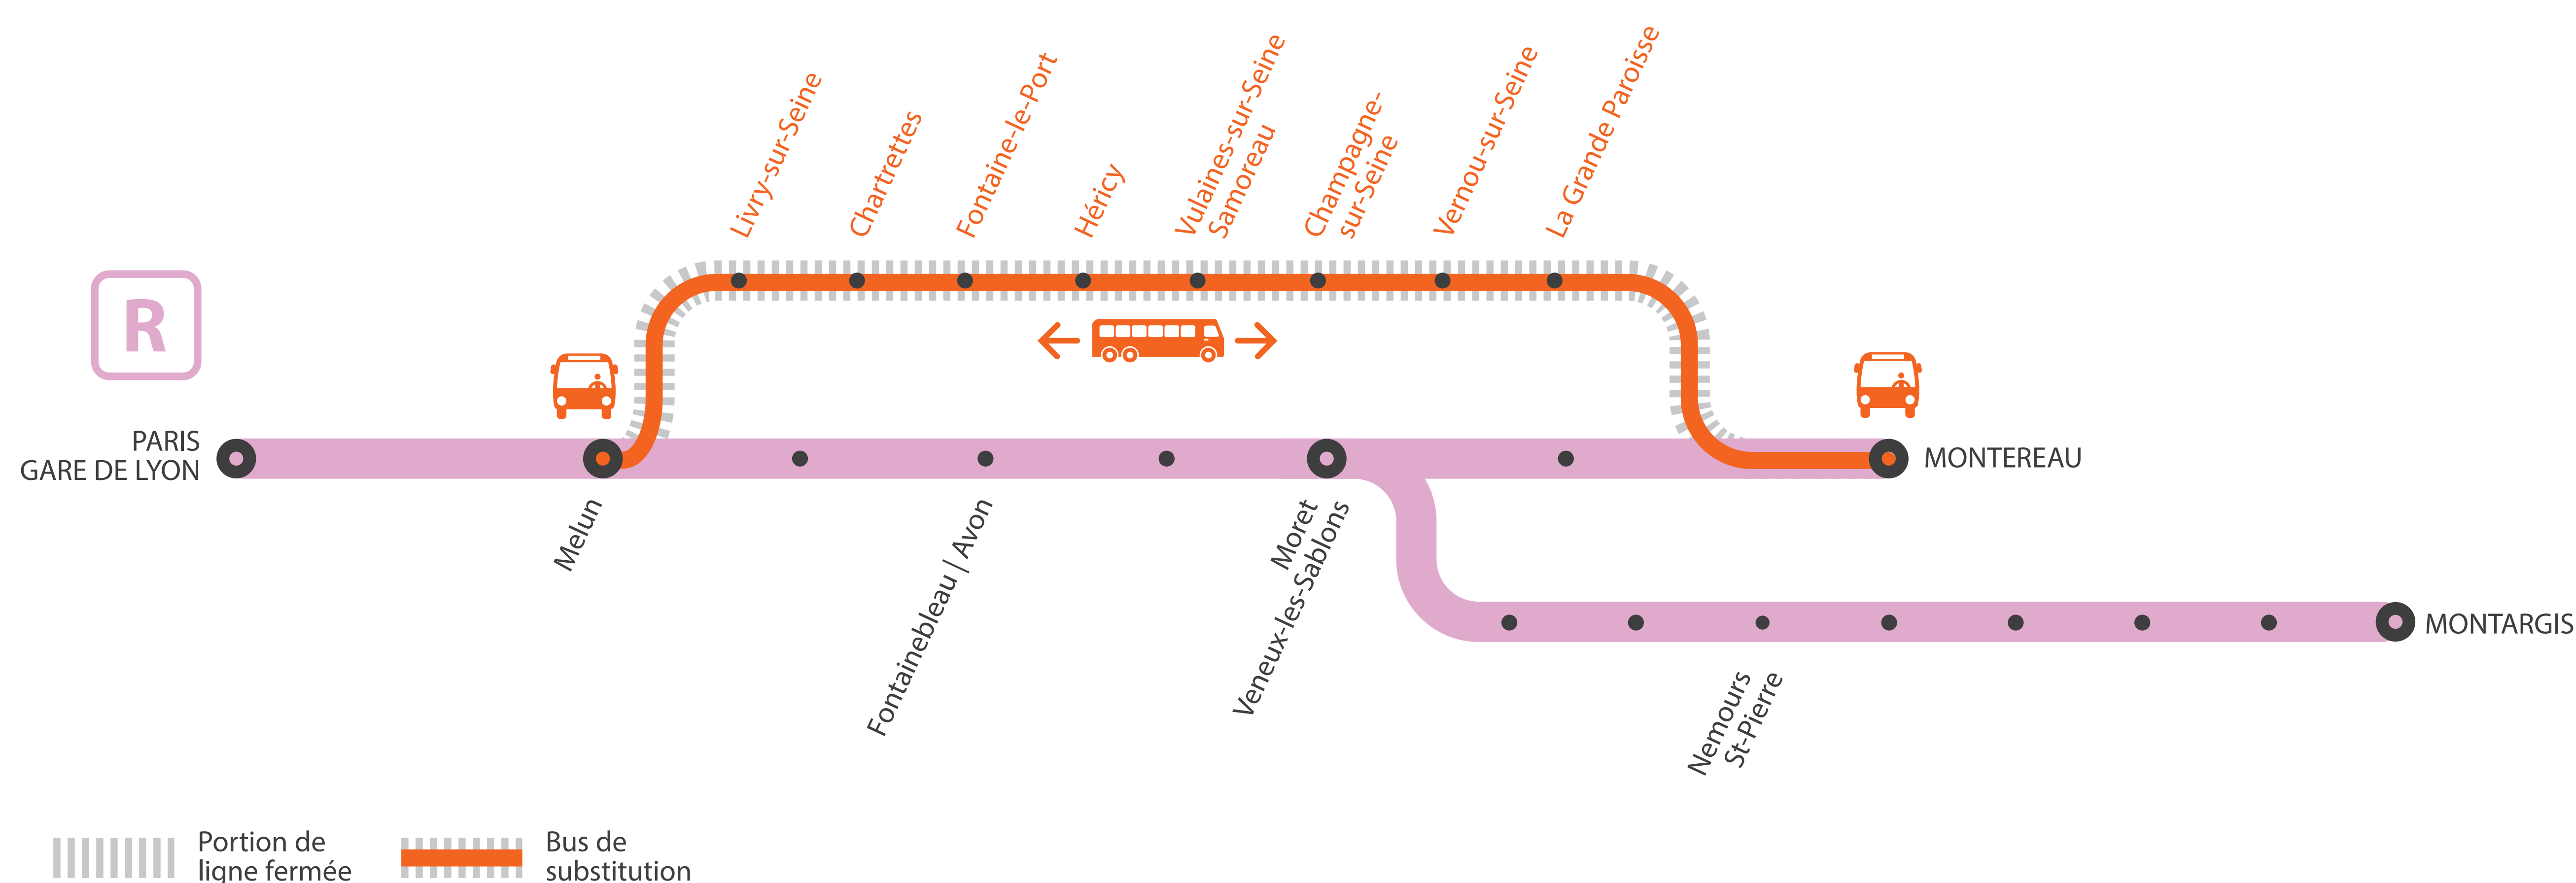 Livry-sur-Seine
Chartrettes
Fontaine-le-Port
Héricy
Vulaines-sur-Seine
Samoreau
Champagne-
sur-Seine
Vernou-sur-Seine
La Grande Paroisse
R
PARIS
GARE DE LYON
MONTEREAU
Melun
Fontainebleau | Avon
Moret
Veneux-les-Sablons
MONTARGIS
Nemours
St-Pierre
Portion de
ligne fermée
Bus de
substitution